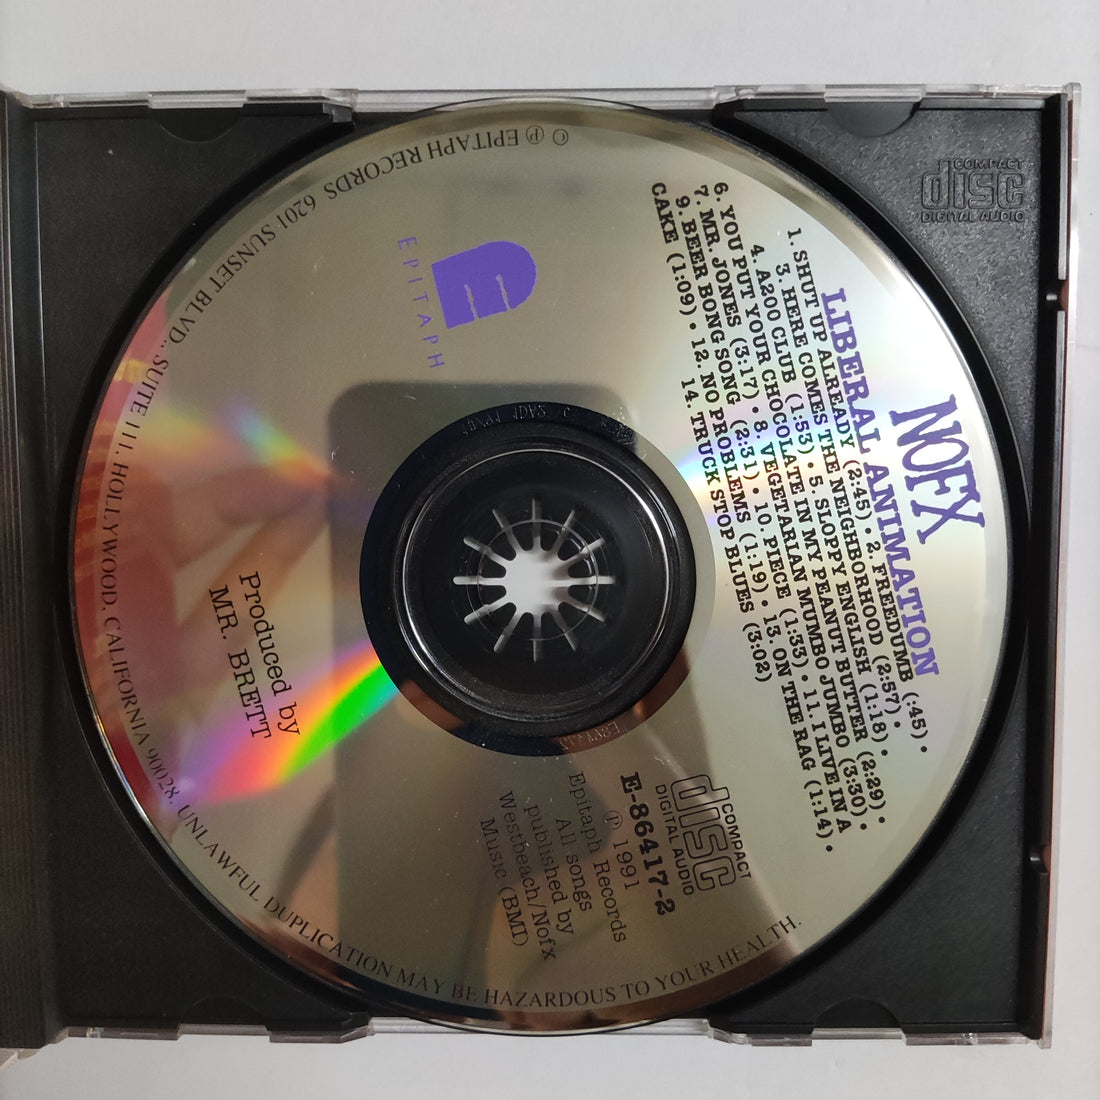 NOFX
LIBERAL ANIMATION
1. SHUT UP ALREADY (2:45) • 2. FREEDUMB (:45) •
3. HERE COMES THE NEIGHBORHOOD (2:57) •
4. A200 CLUB (1:53) • 5. SLOPPY ENGLISH (1:18) •
6. YOU PUT YOUR CHOCOLATE IN MY PEANUT BUTTER (2:29) •
7. MR. JONES (3:17) • 8. VEGETARIAN MUMBO JUMBO (3:30) •
9. BEER BONG SONG (2:31) • 10. PIECE (1:33) • 11. I LIVE IN A
CAKE (1:09) • 12. NO PROBLEMS (1:19) • 13. ON THE RAG (1:14) •
14. TRUCK STOP BLUES (3:02)
EPITAPH
COMPACT
disc
DIGITAL AUDIO
E-86417-2
℗ 1991
Epitaph Records
All songs
published by
Westbeach/Nofx
Music (BMI)
Produced by
MR. BRETT
© ℗ EPITAPH RECORDS 6201 SUNSET BLVD., SUITE 111, HOLLYWOOD, CALIFORNIA 90028. UNLAWFUL DUPLICATION MAY BE HAZARDOUS TO YOUR HEALTH.
COMPACT
disc
DIGITAL AUDIO